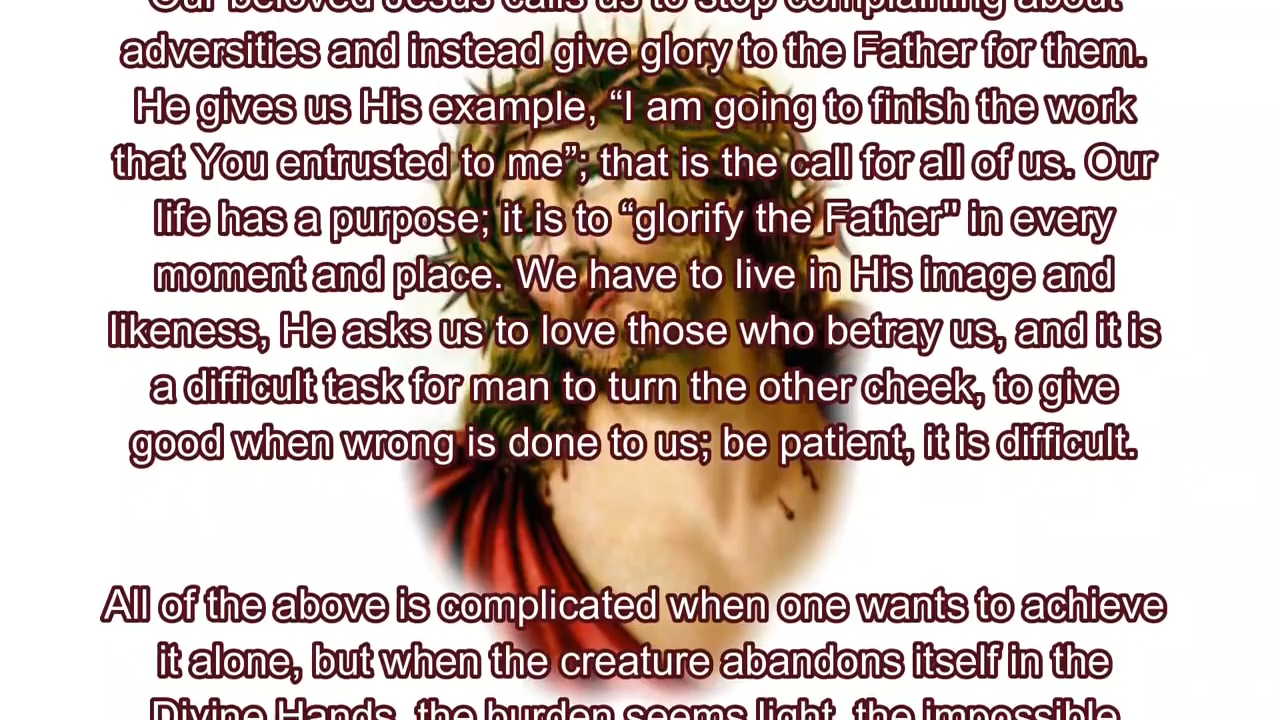 Our beloved Jesus calls us to stop complaining about
adversities and instead give glory to the Father for them.
He gives us His example, “I am going to finish the work
that You entrusted to me”; that is the call for all of us. Our
life has a purpose; it is to “glorify the Father" in every
moment and place. We have to live in His image and
likeness, He asks us to love those who betray us, and it is
a difficult task for man to turn the other cheek, to give
good when wrong is done to us; be patient, it is difficult.
All of the above is complicated when one wants to achieve
it alone, but when the creature abandons itself in the
Divine Hands, the burden seems light, the impossible